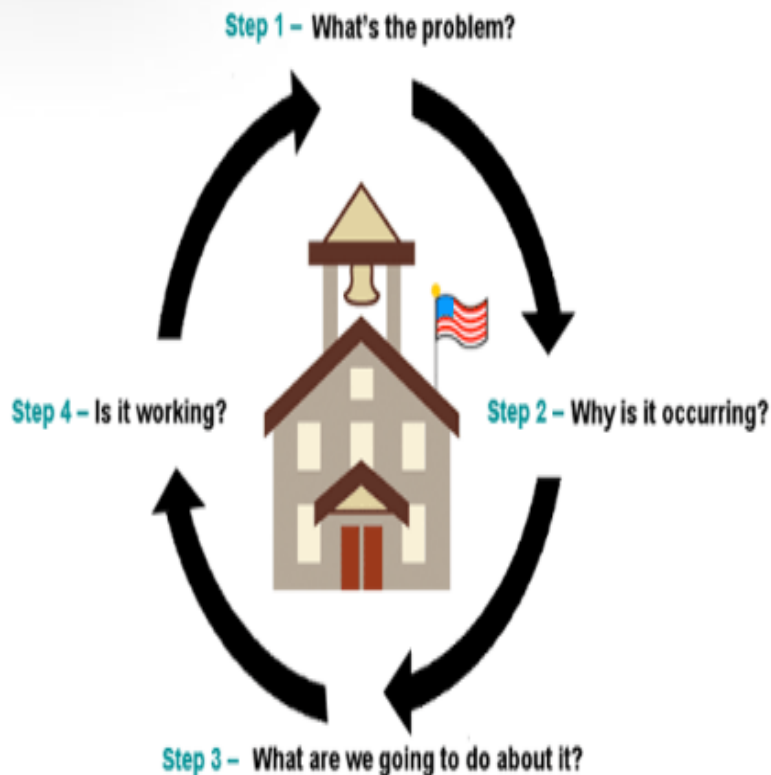 Step 1 – What's the problem?
Step 2 – Why is it occurring?
Step 3 – What are we going to do about it?
Step 4 – Is it working?